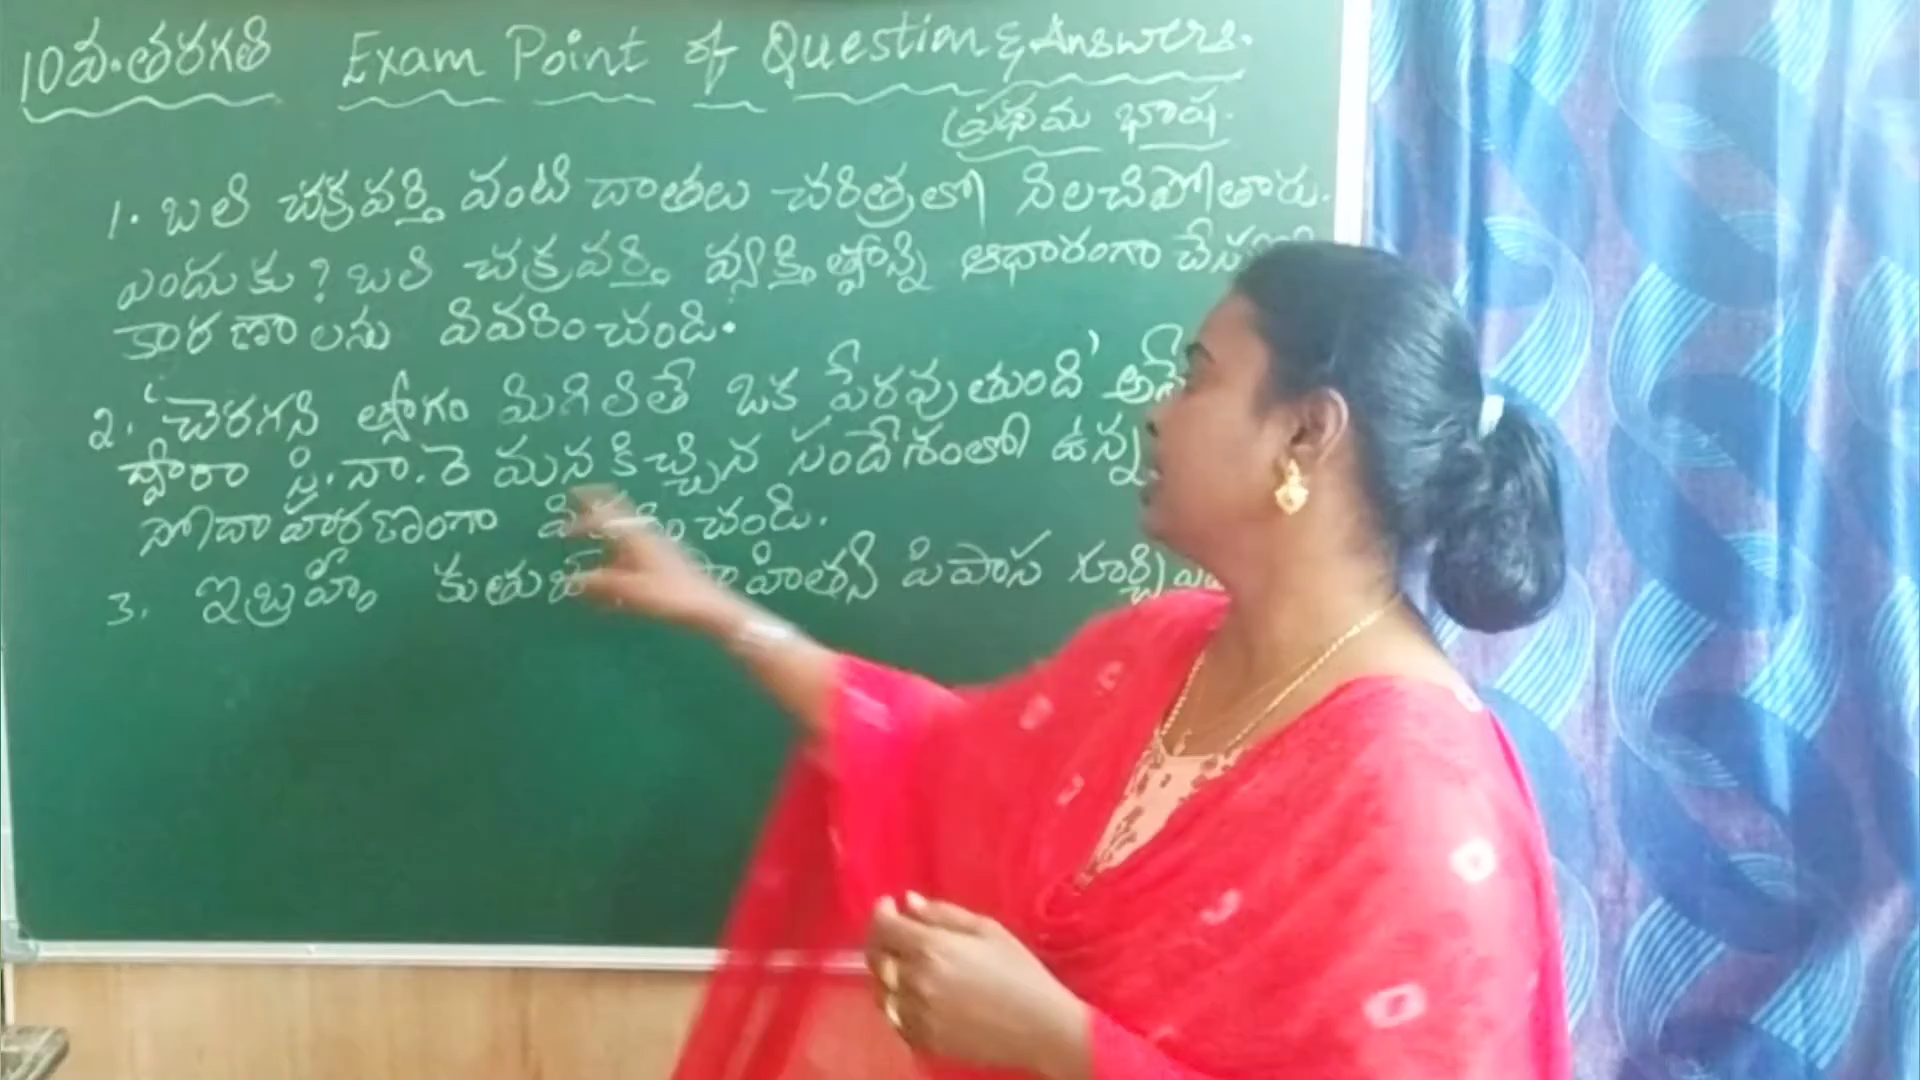 10వ.తరగతి Exam Point of Question & Answers.
ప్రథమ భాష.
1. బలి చక్రవర్తి వంటి దాతలు చరిత్రలో నిలచిపోతారు.
ఎందుకు? బలి చక్రవర్తి వ్యక్తిత్వాన్ని ఆధారంగా
కారణాలను వివరించండి.
2. 'చెరగని త్యాగం మిగిలితే ఒక పేరవుతుంది'
ద్వారా సి.నా.రె మనకిచ్చిన సందేశంలో ఉన్న
సోదాహరణంగా
3. ఇబ్రహీం పిపాస గూర్చి